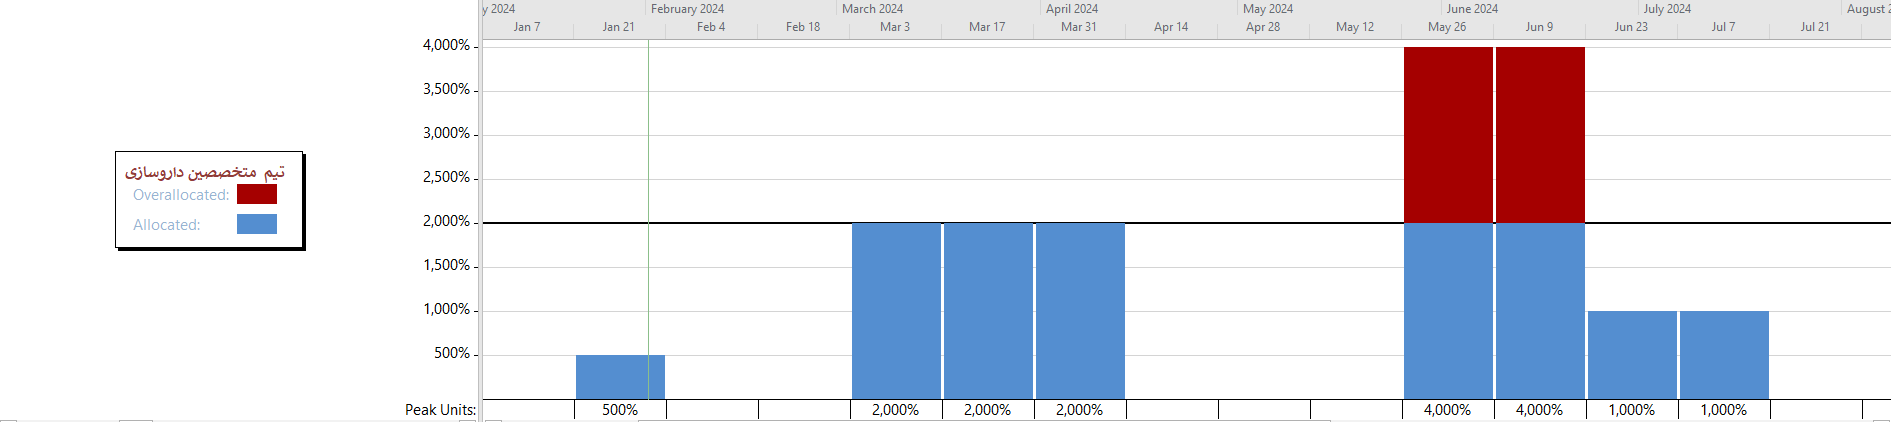 y 2024 February 2024 March 2024 April 2024 May 2024 June 2024 July 2024 August 2
Jan 7 Jan 21 Feb 4 Feb 18 Mar 3 Mar 17 Mar 31 Apr 14 Apr 28 May 12 May 26 Jun 9 Jun 23 Jul 7 Jul 21
4,000%
3,500%
3,000%
2,500%
2,000%
1,500%
1,000%
500%
تیم متخصصین داروسازی
Overallocated:
Allocated:
Peak Units: 500% 2,000% 2,000% 2,000% 4,000% 4,000% 1,000% 1,000%